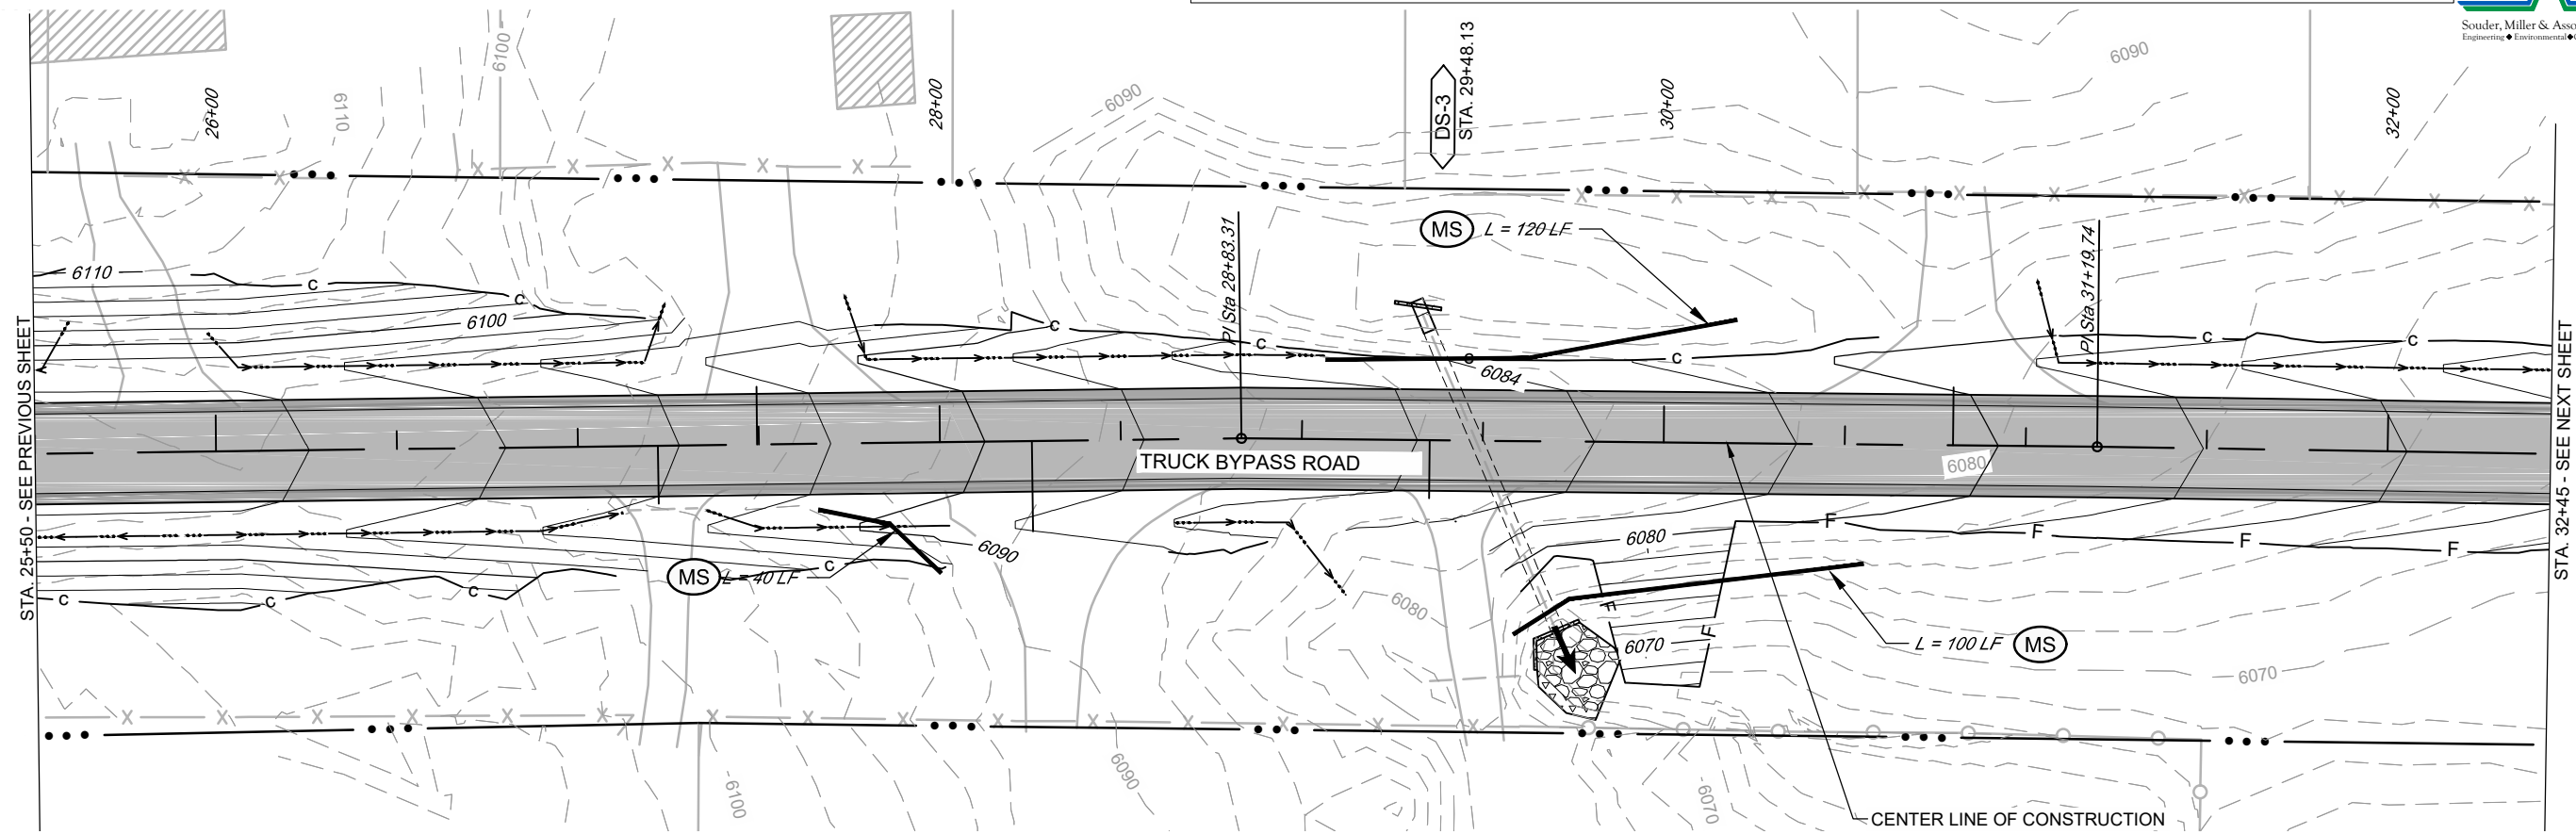 Souder, Miller & Asso
Engineering ◆ Environmental ◆
6100
6110
26+00
28+00
6090
DS-3
STA. 29+48.13
30+00
6090
32+00
MS
L = 120 LF
PI Sta 28+83.31
PI Sta 31+19.74
6110
C
C
6100
C
C
C
C
C
6084
STA. 25+50 - SEE PREVIOUS SHEET
STA. 32+45 - SEE NEXT SHEET
TRUCK BYPASS ROAD
6080
F
F
F
F
6080
6090
MS
L = 40 LF
C
C
C
C
6080
F
F
6070
L = 100 LF
MS
6070
6100
6090
6070
CENTER LINE OF CONSTRUCTION